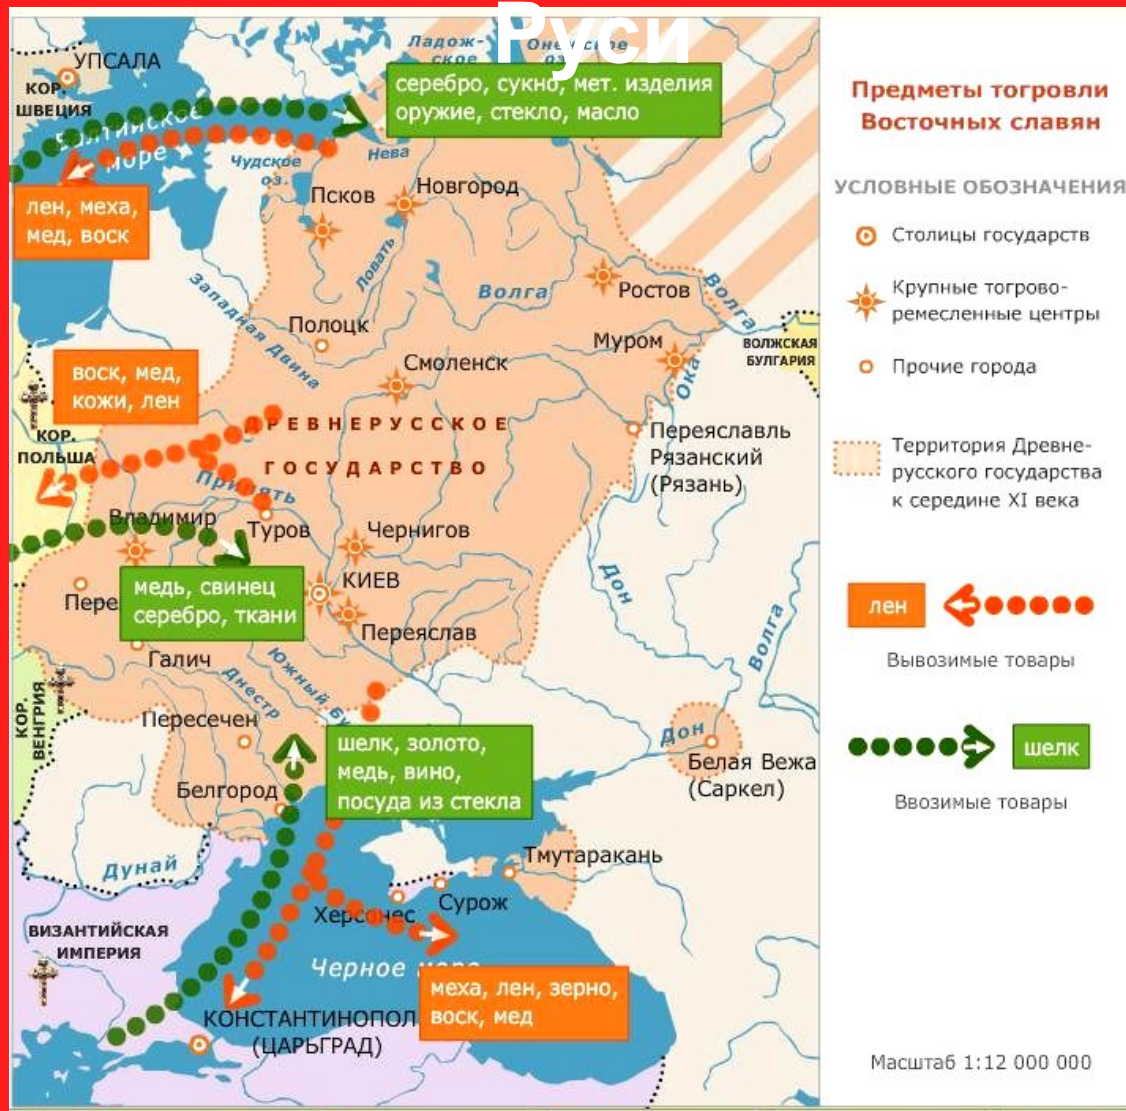 Руси
Ладож-
ское
УПСАЛА
КОР.
ШВЕЦИЯ
серебро, сукно, мет. изделия
оружие, стекло, масло
Балтийское
море
Нева
Чудское
оз.
лен, меха,
мед, воск
Псков
Новгород
Ловать
Западная Двина
Волга
Ростов
Волга
Полоцк
Муром
ВОЛЖСКАЯ
БУЛГАРИЯ
Смоленск
Ока
воск, мед,
кожи, лен
КОР.
ПОЛЬША
ДРЕВНЕРУССКОЕ
ГОСУДАРСТВО
Переяславль
Рязанский
(Рязань)
Припять
Владимир
Туров
Чернигов
медь, свинец
серебро, ткани
КИЕВ
Пере
Переяслав
Дон
Волга
Галич
Днестр
Южный Бу
КОР.
ВЕНГРИЯ
Пересечен
шелк, золото,
медь, вино,
посуда из стекла
Дон
Белая Вежа
(Саркел)
Белгород
Дунай
Тмутаракань
Сурож
Херсонес
ВИЗАНТИЙСКАЯ
ИМПЕРИЯ
Черное море
меха, лен, зерно,
воск, мед
КОНСТАНТИНОПОЛ
(ЦАРЬГРАД)
Предметы тогровли
Восточных славян
УСЛОВНЫЕ ОБОЗНАЧЕНИЯ
Столицы государств
Крупные тогрово-
ремесленные центры
Прочие города
Территория Древне-
русского государства
к середине XI века
лен
Вывозимые товары
шелк
Ввозимые товары
Масштаб 1:12 000 000